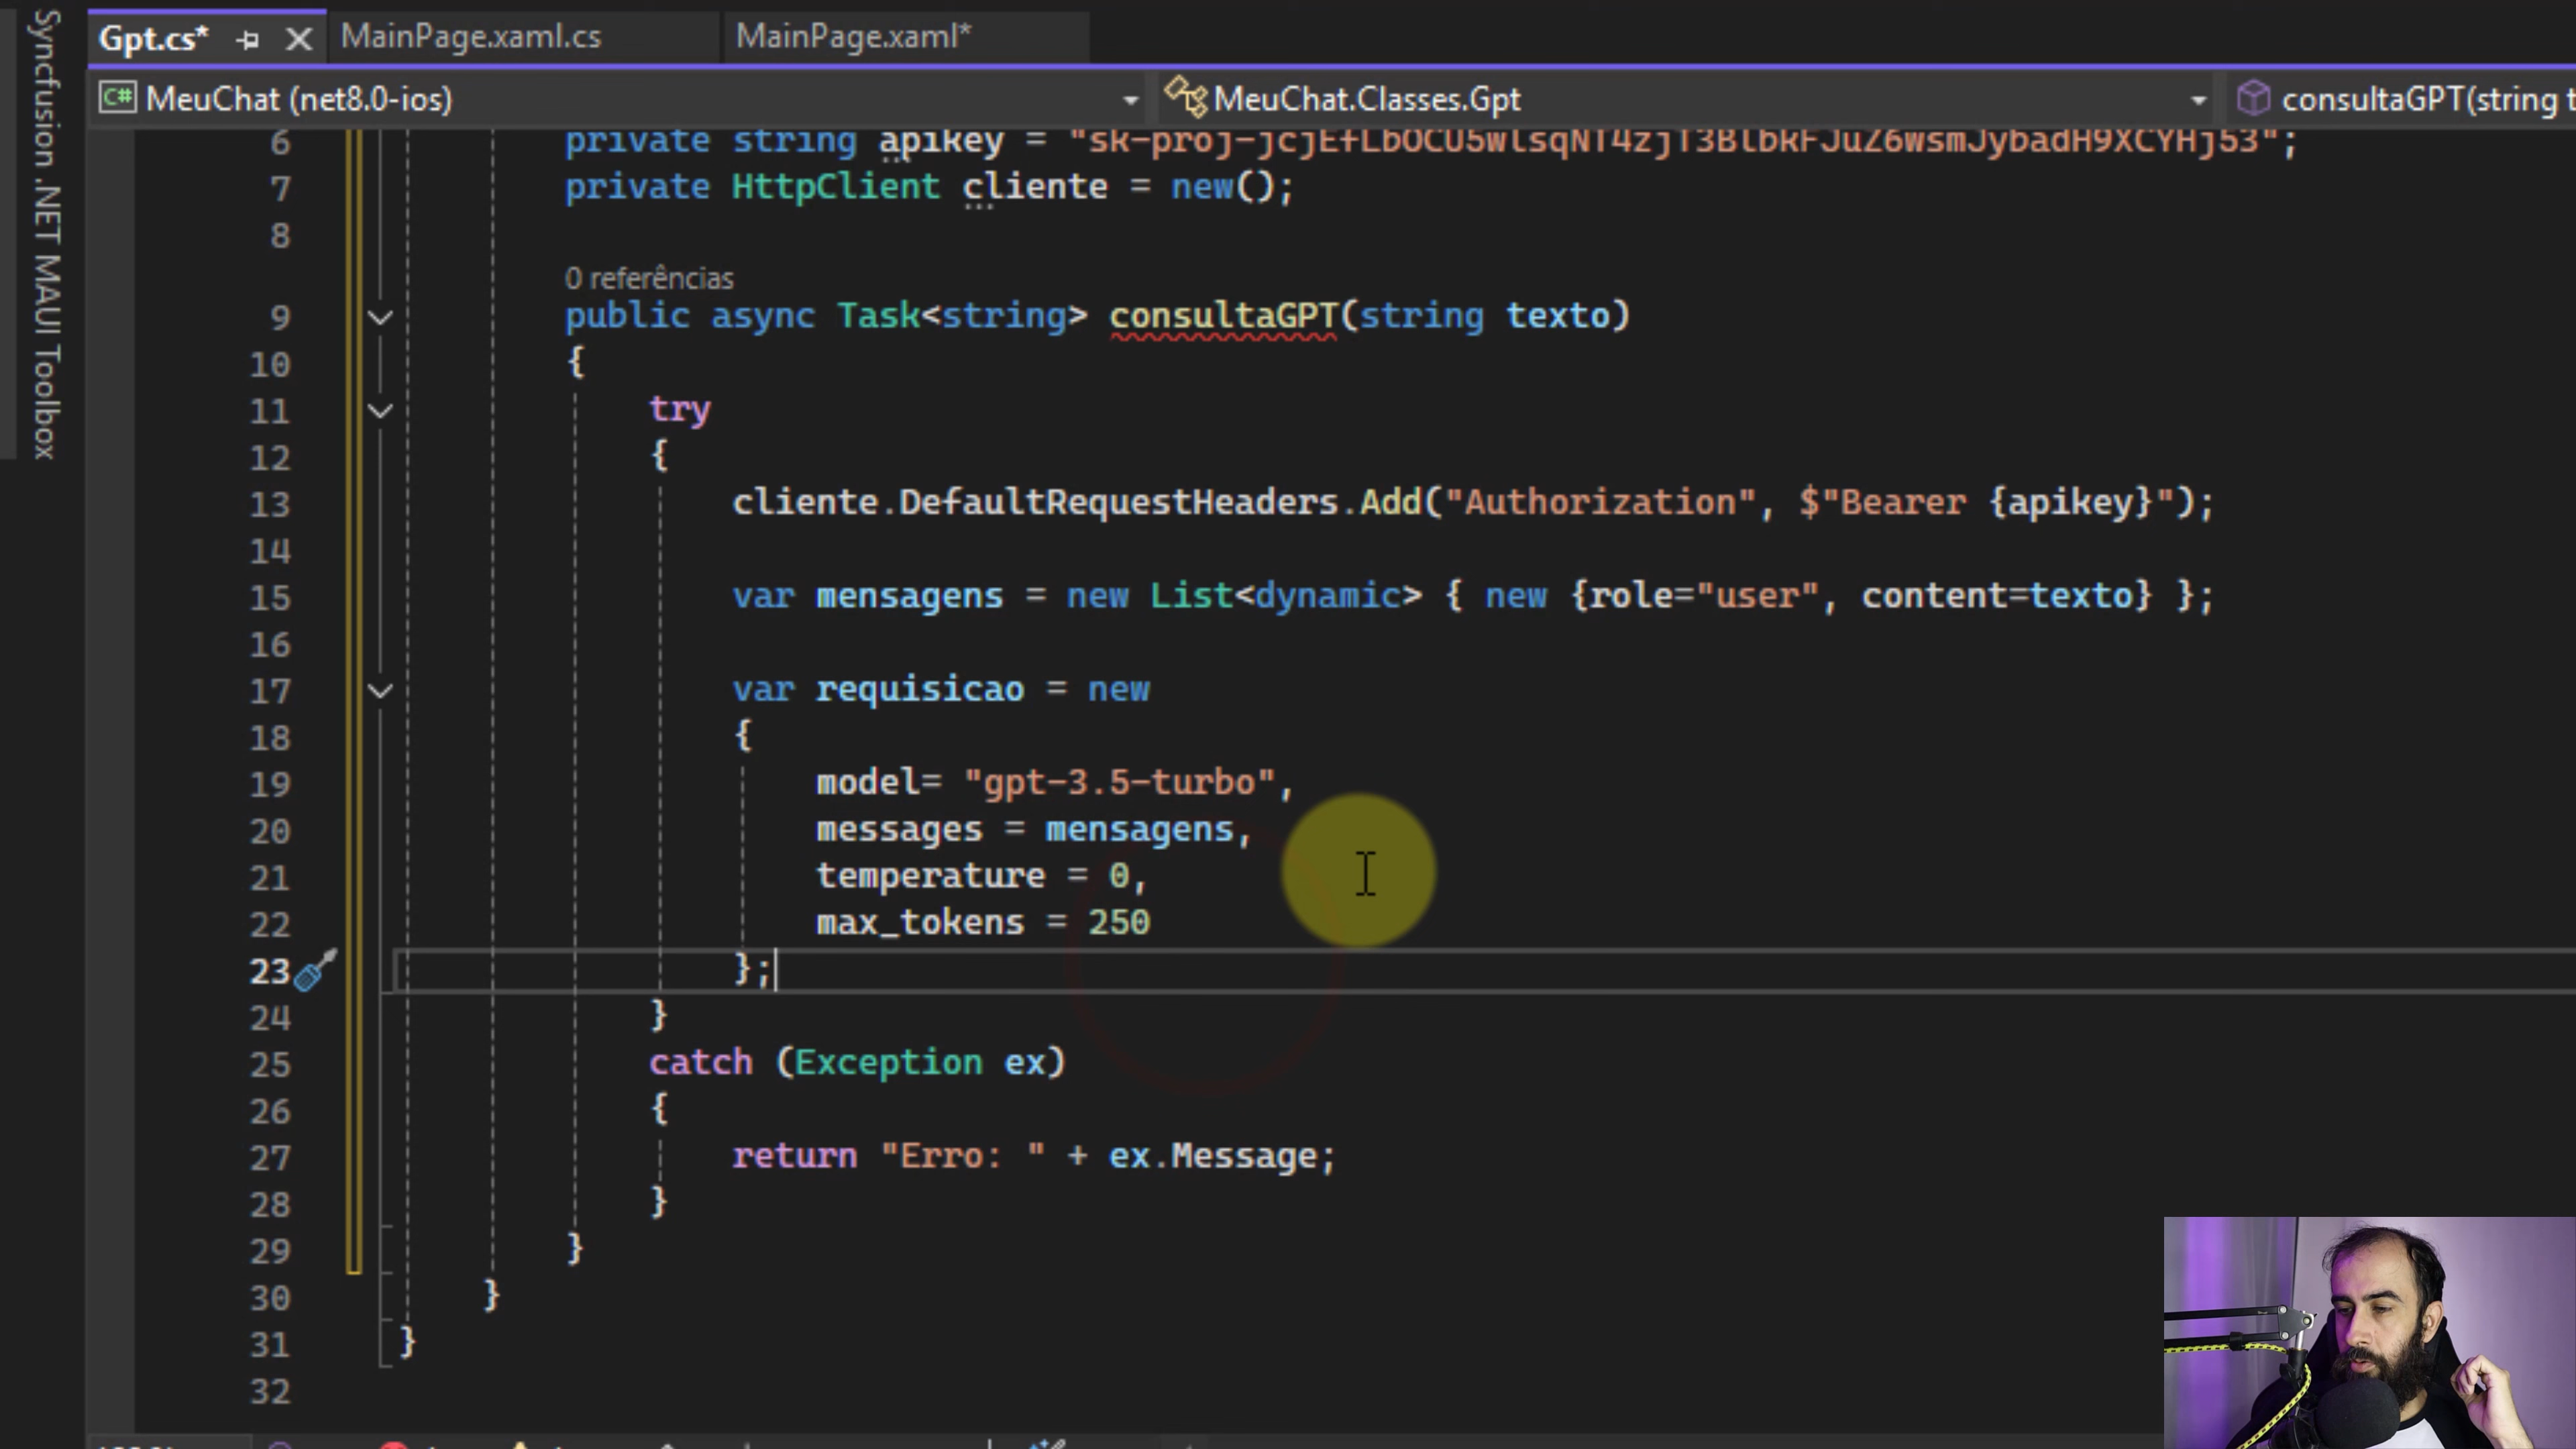 Syncfusion .NET MAUI Toolbox
Gpt.cs*
MainPage.xaml.cs
MainPage.xaml*
C# MeuChat (net8.0-ios)
MeuChat.Classes.Gpt
consultaGPT(string t
6 private string apikey =
7 private HttpClient cliente = new();
8
0 referências
9 public async Task<string> consultaGPT(string texto)
10 {
11 try
12 {
13 cliente.DefaultRequestHeaders.Add("Authorization", $"Bearer {apikey}");
14
15 var mensagens = new List<dynamic> { new {role="user", content=texto} };
16
17 var requisicao = new
18 {
19 model= "gpt-3.5-turbo",
20 messages = mensagens,
21 temperature = 0,
22 max_tokens = 250
23 };
24 }
25 catch (Exception ex)
26 {
27 return "Erro: " + ex.Message;
28 }
29 }
30 }
31 }
32